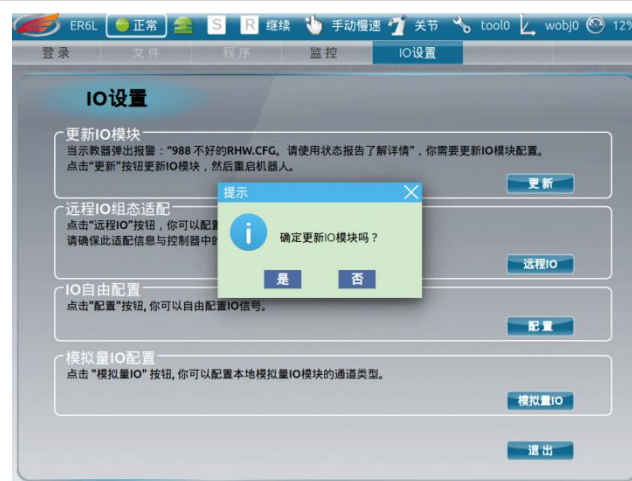 ER6L 正常 S R 继续 手动慢速 关节 tool0 wobj0 12%
登录 文件 程序 监控 IO设置
IO设置
更新IO模块
当示教器弹出报警："988 不好的RHW.CFG。请使用状态报告了解详情"，你需要更新IO模块配置。
点击"更新"按钮更新IO模块，然后重启机器人。
更新
提示
确定更新IO模块吗？
是 否
远程IO组态适配
点击"远程IO"按钮，你可以配置
请确保此适配信息与控制器中的
远程IO
IO自由配置
点击"配置"按钮，你可以自由配置IO信号。
配置
模拟量IO配置
点击 "模拟量IO" 按钮, 你可以配置本地模拟量IO模块的通道类型。
模拟量IO
退出